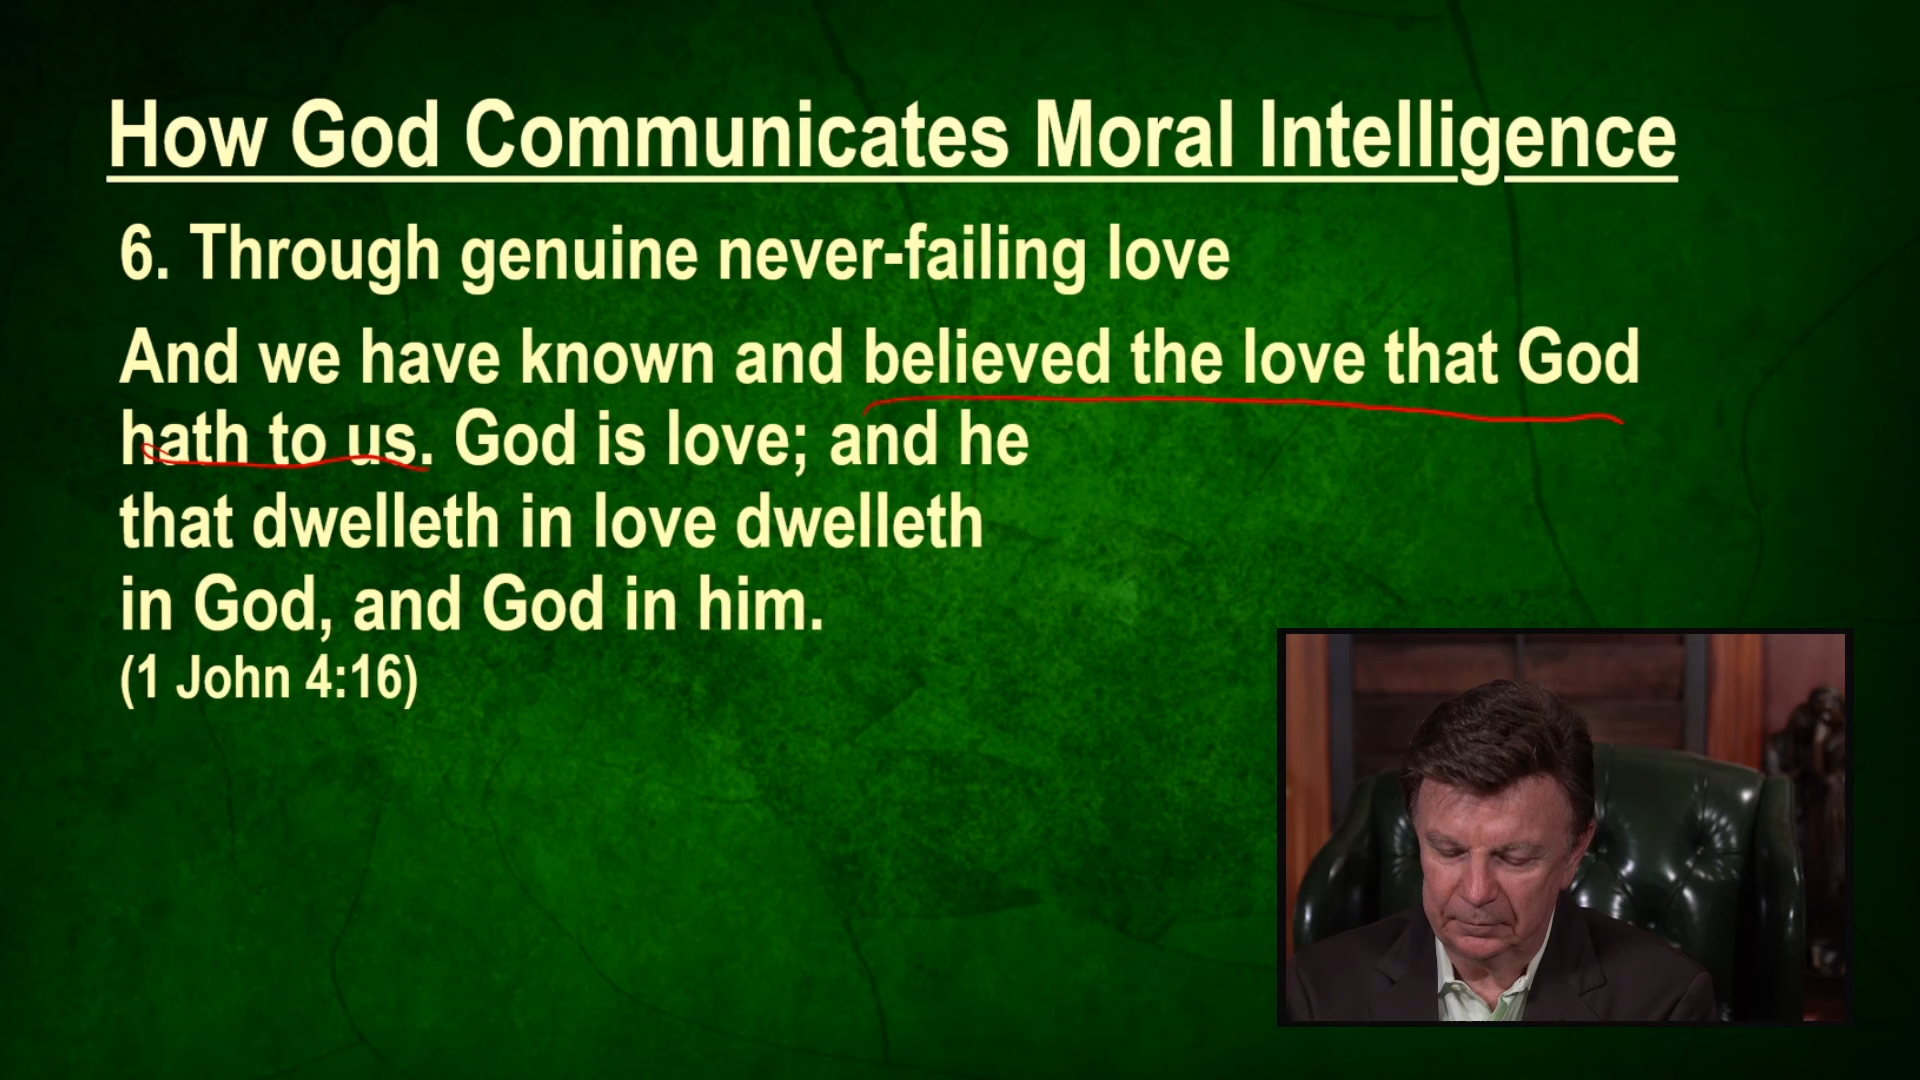 How God Communicates Moral Intelligence
6. Through genuine never-failing love
And we have known and believed the love that God
hath to us. God is love; and he
that dwelleth in love dwelleth
in God, and God in him.
(1 John 4:16)